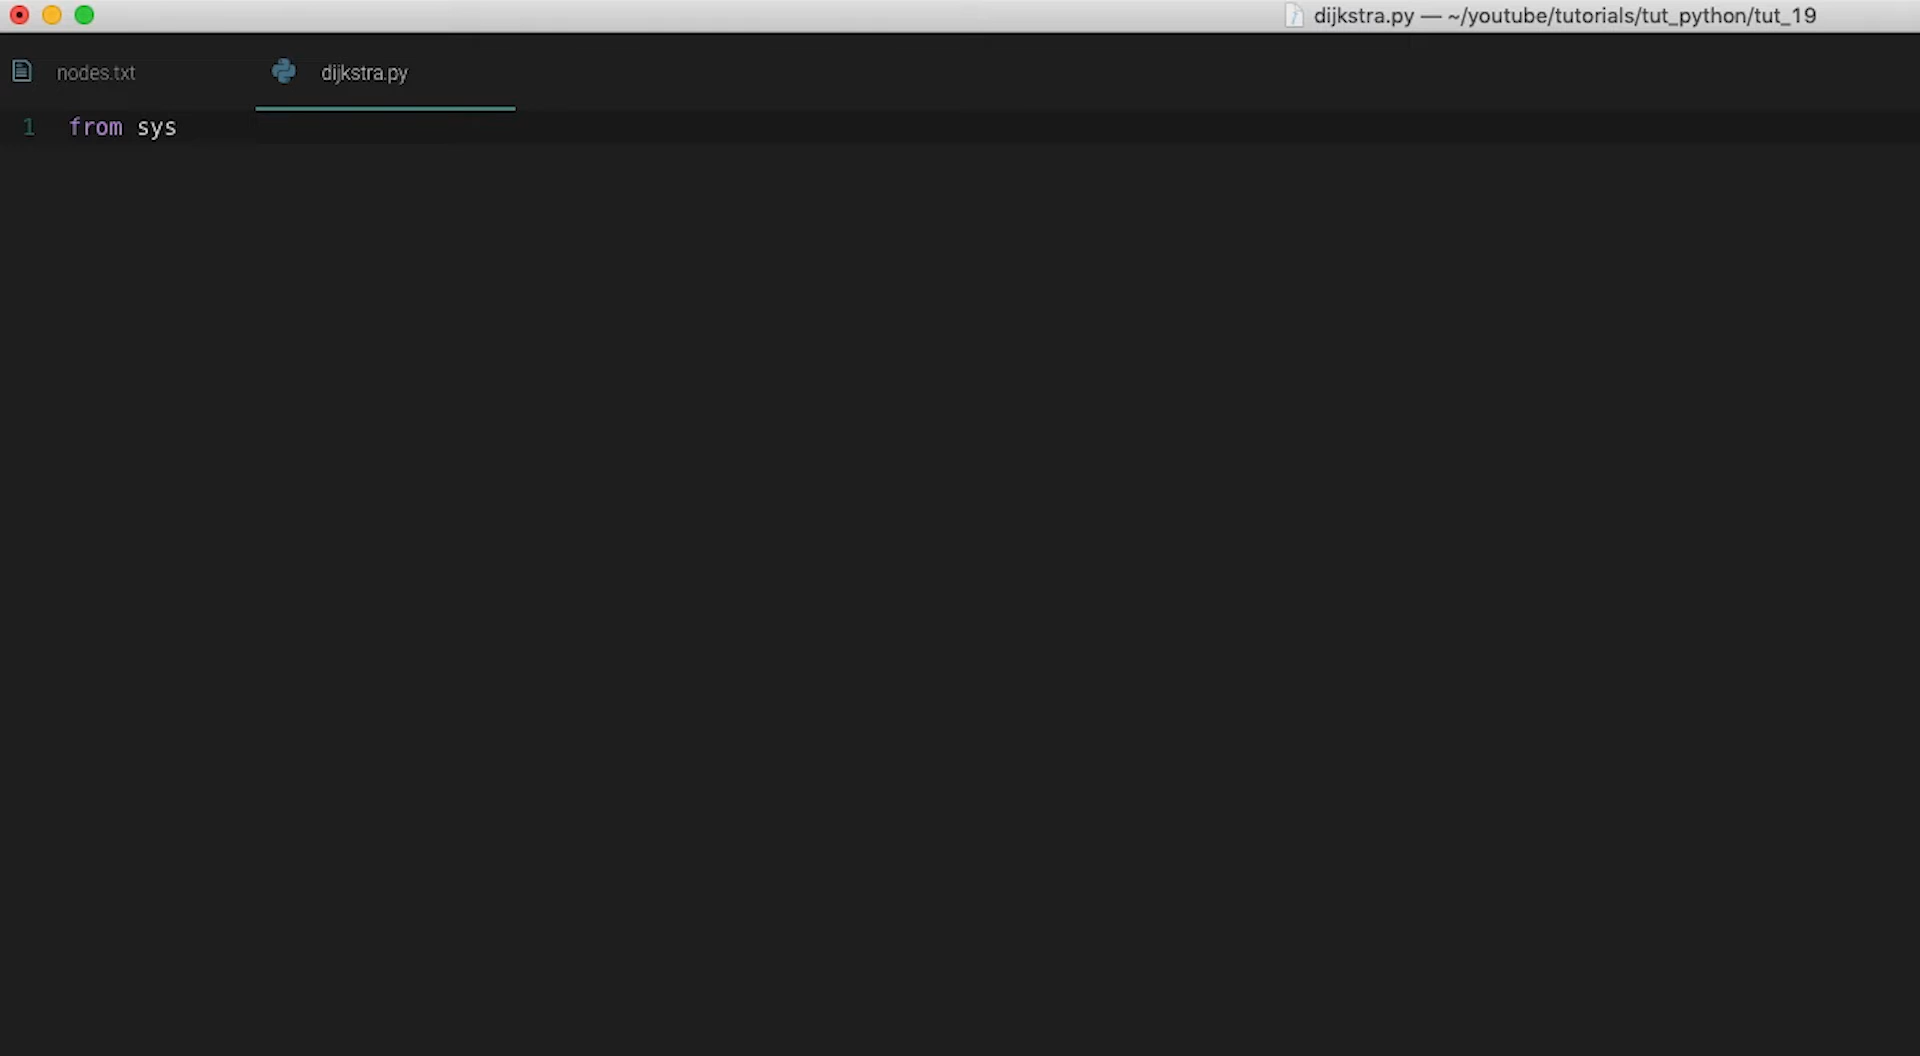 dijkstra.py — ~/youtube/tutorials/tut_python/tut_19
nodes.txt dijkstra.py
1 from sys